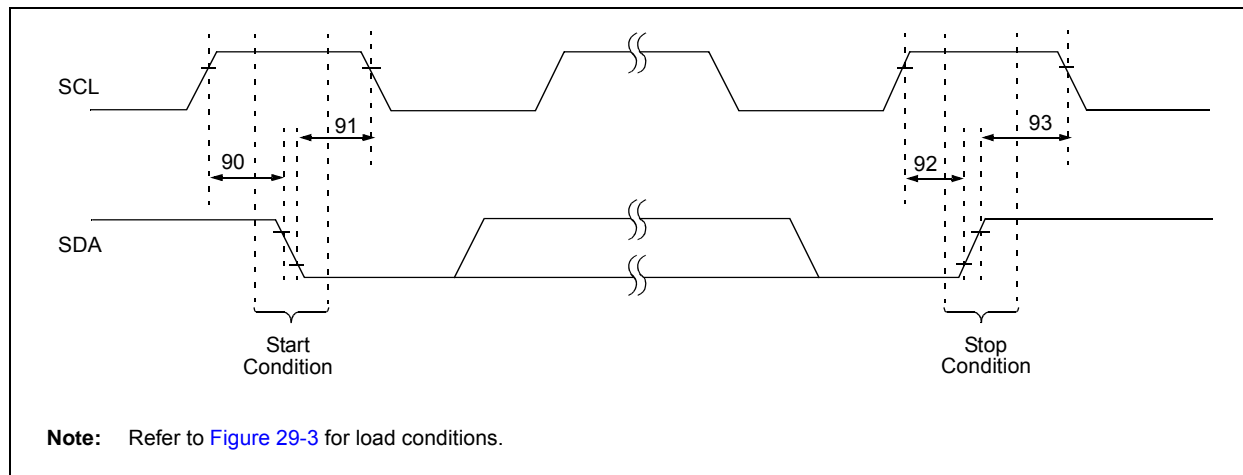 SCL
91
93
90
92
SDA
Start
Condition
Stop
Condition
Note: Refer to Figure 29-3 for load conditions.